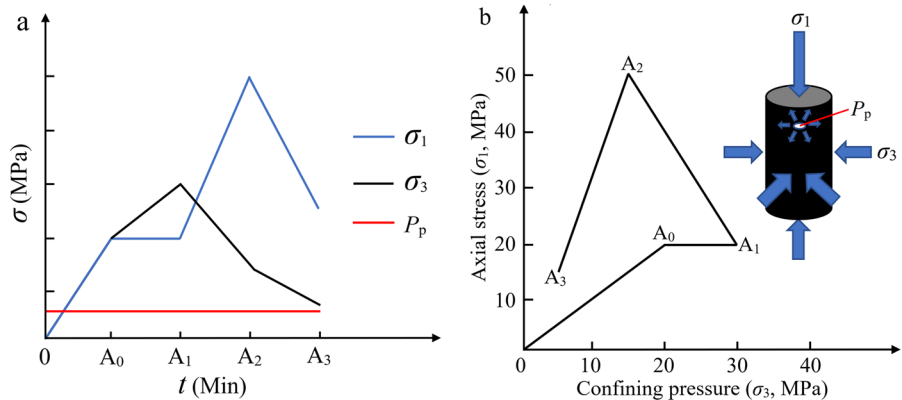 a
σ (MPa)
σ1
σ3
Pp
0
A0
A1
A2
A3
t (Min)
b
Axial stress (σ1, MPa)
50
40
30
20
10
0
10
20
30
40
A2
A0
A1
A3
Confining pressure (σ3, MPa)
σ1
Pp
σ3